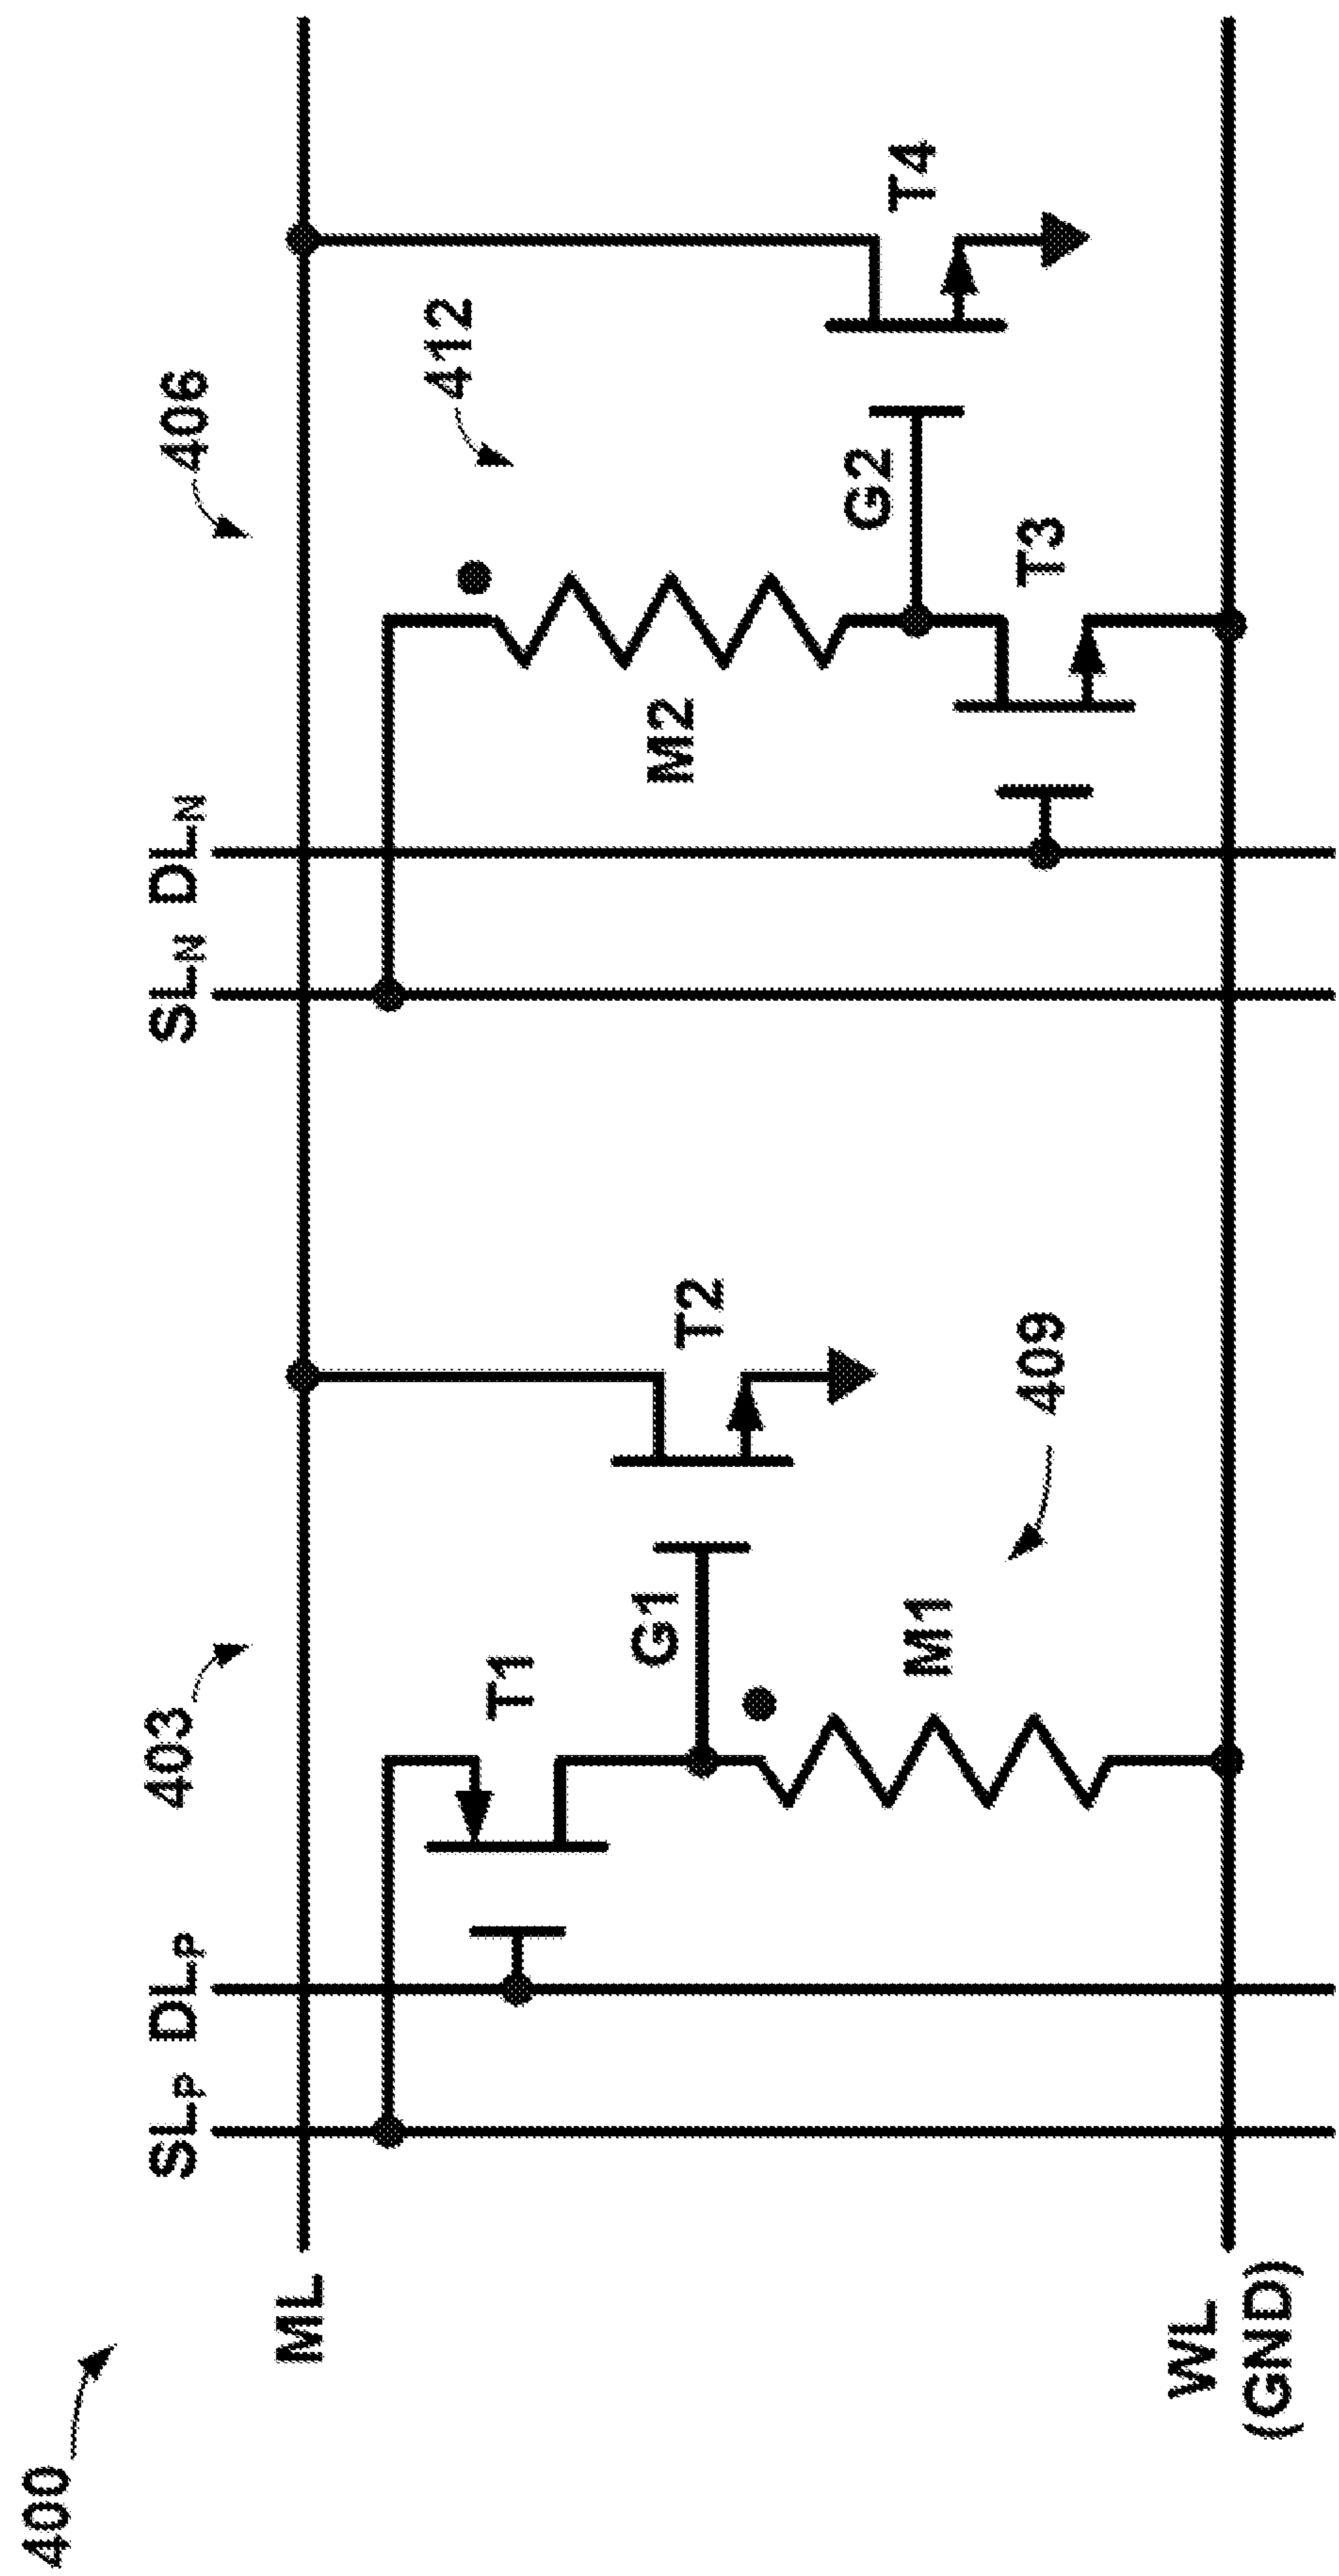 400
403
406
SLP DLP
SLN DLN
ML
T1
G1
T2
M1
409
412
M2
G2
T3
T4
WL
(GND)